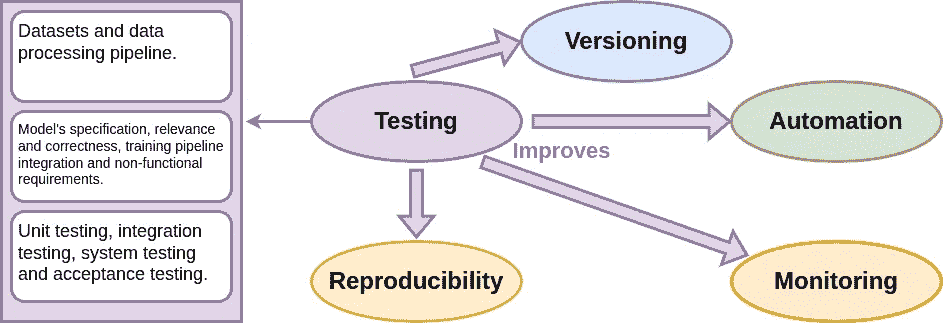 Datasets and data
processing pipeline.
Model's specification, relevance
and correctness, training pipeline
integration and non-functional
requirements.
Unit testing, integration
testing, system testing
and acceptance testing.
Versioning
Testing
Automation
Improves
Reproducibility
Monitoring